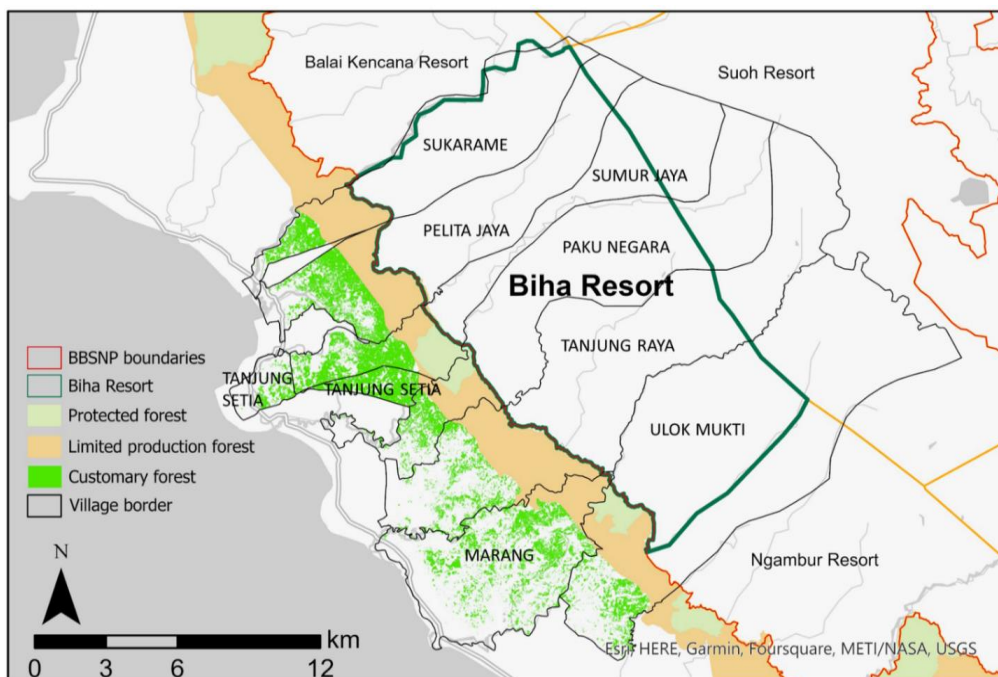 Balai Kencana Resort
Suoh Resort
SUKARAME
SUMUR JAYA
PELITA JAYA
PAKU NEGARA
Biha Resort
TANJUNG RAYA
BBSNP boundaries
Biha Resort
Protected forest
Limited production forest
Customary forest
Village border
TANJUNG
SETIA
TANJUNG SETIA
ULOK MUKTI
MARANG
Ngambur Resort
N
km
0 3 6 12
Esri, HERE, Garmin, Foursquare, METI/NASA, USGS